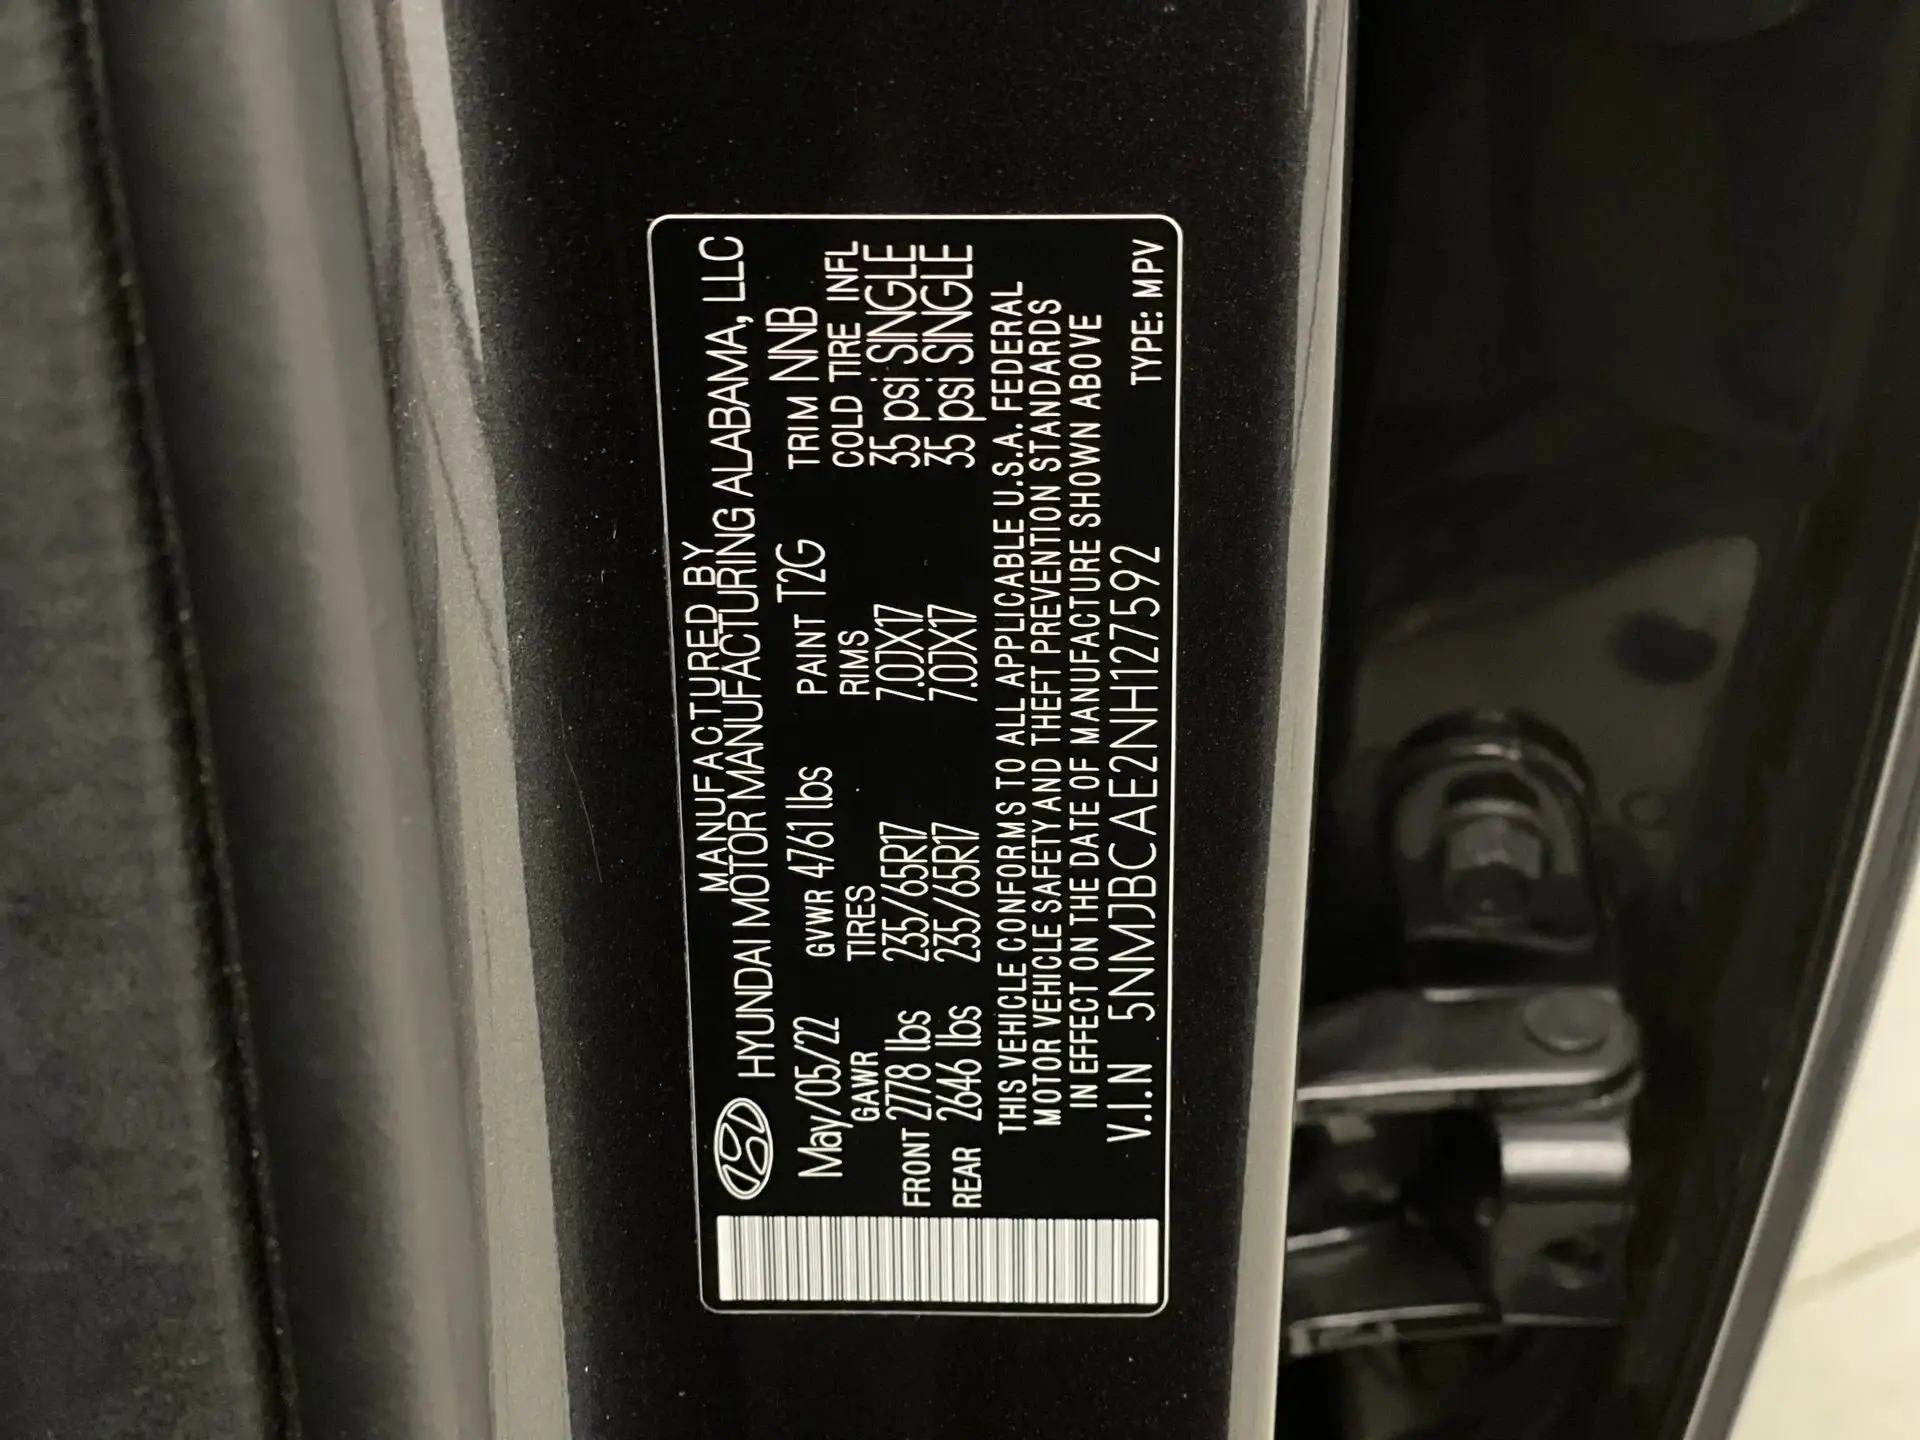 MANUFACTURED BY
HYUNDAI MOTOR MANUFACTURING ALABAMA, LLC
May/05/22 GVWR 4761 lbs PAINT T2G TRIM NNB
GAWR TIRES RIMS COLD TIRE INFL
FRONT 2778 lbs 235/65R17 7.0JX17 35 psi SINGLE
REAR 2646 lbs 235/65R17 7.0JX17 35 psi SINGLE
THIS VEHICLE CONFORMS TO ALL APPLICABLE U.S.A. FEDERAL
MOTOR VEHICLE SAFETY AND THEFT PREVENTION STANDARDS
IN EFFECT ON THE DATE OF MANUFACTURE SHOWN ABOVE
V.I.N 5NMJBCAE2NH127592 TYPE: MPV